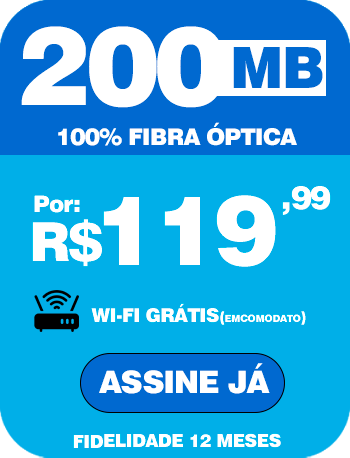 200 MB
100% FIBRA ÓPTICA
Por:
R$119,99
WI-FI GRÁTIS(EMCOMODATO)
ASSINE JÁ
FIDELIDADE 12 MESES